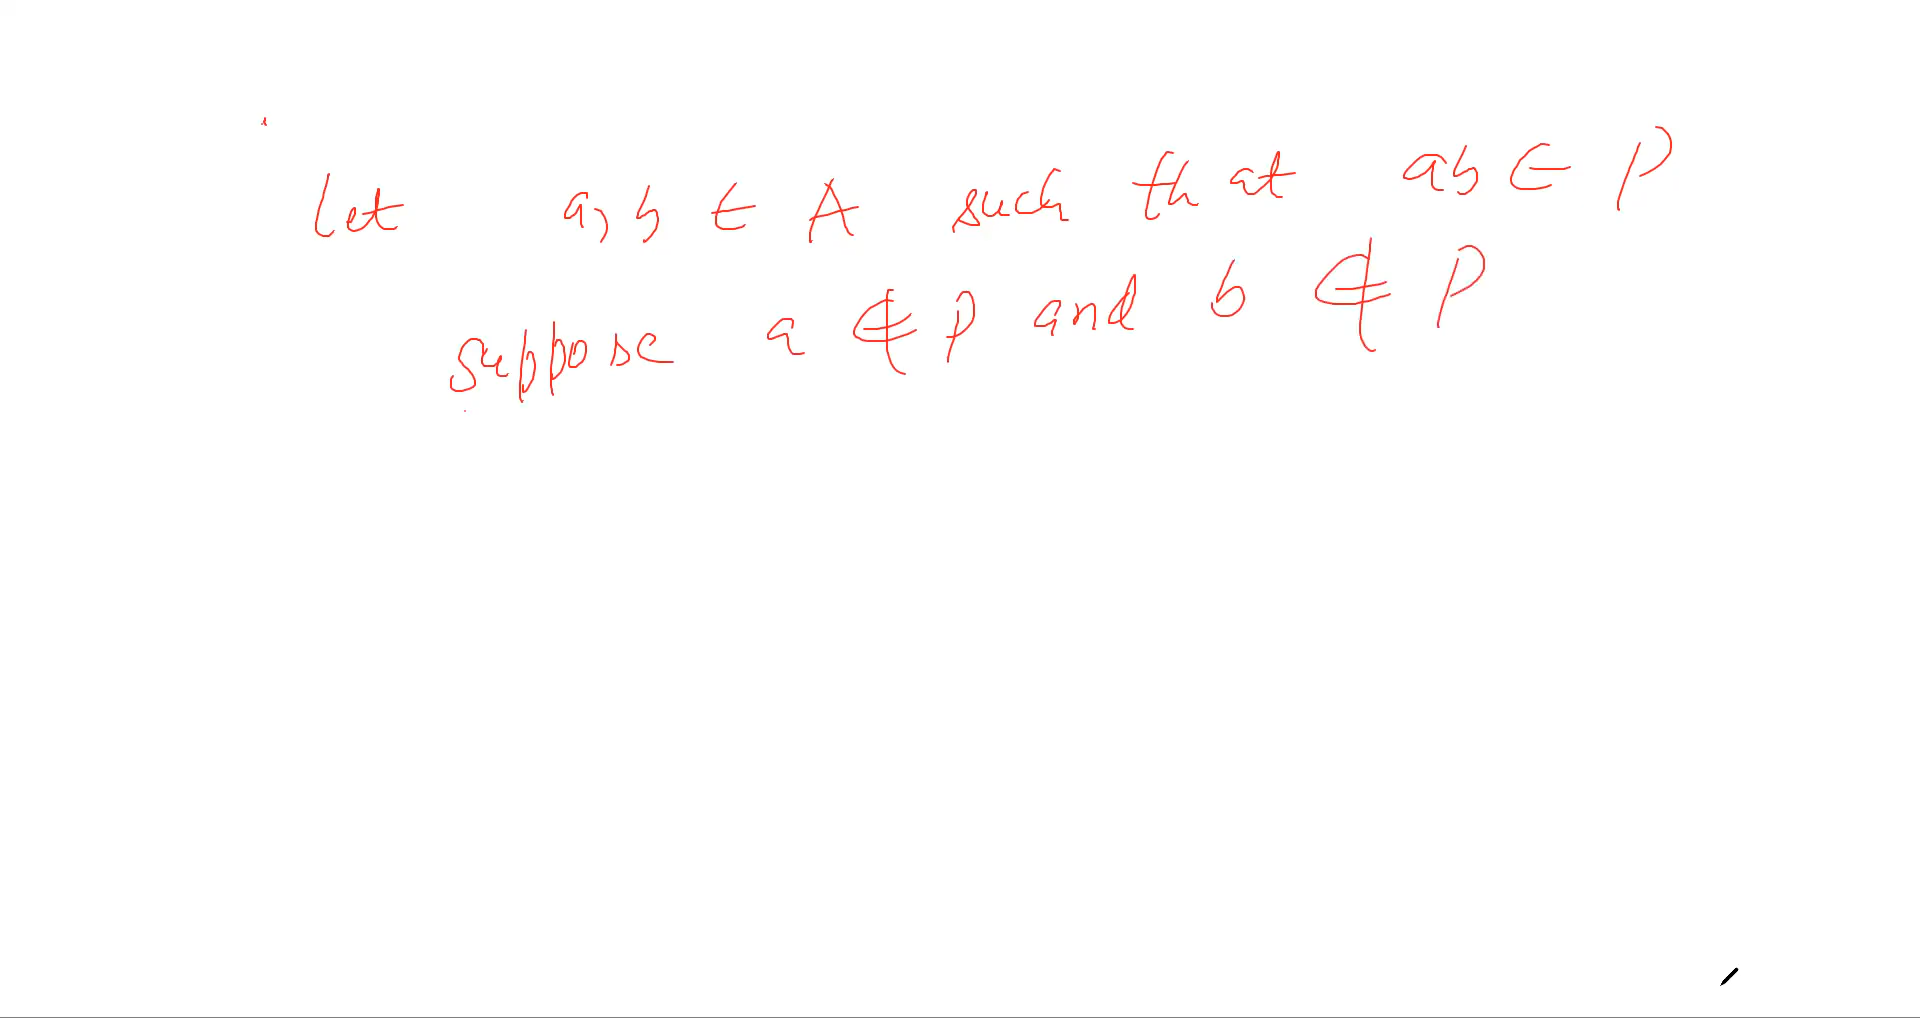 Let a, b ∈ A such that ab ∈ P
suppose a ∉ P and b ∉ P